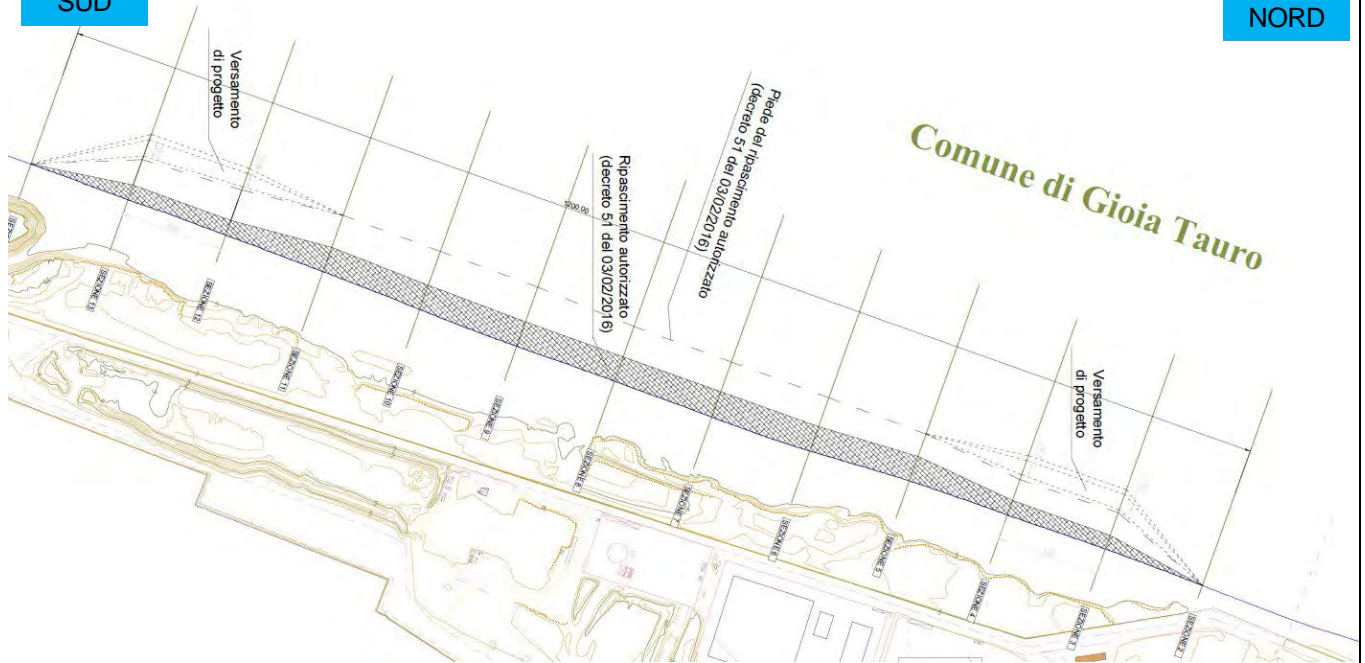 SUD
NORD
Versamento
di progetto
Piede del ripascimento autorizzato
(decreto 51 del 03/02/2016)
Comune di Gioia Tauro
Ripascimento autorizzato
(decreto 51 del 03/02/2016)
1200.00
Versamento
di progetto
SEZIONE 13
SEZIONE 12
SEZIONE 11
SEZIONE 10
SEZIONE 9
SEZIONE 8
SEZIONE 7
SEZIONE 6
SEZIONE 5
SEZIONE 4
SEZIONE 3
SEZIONE 2